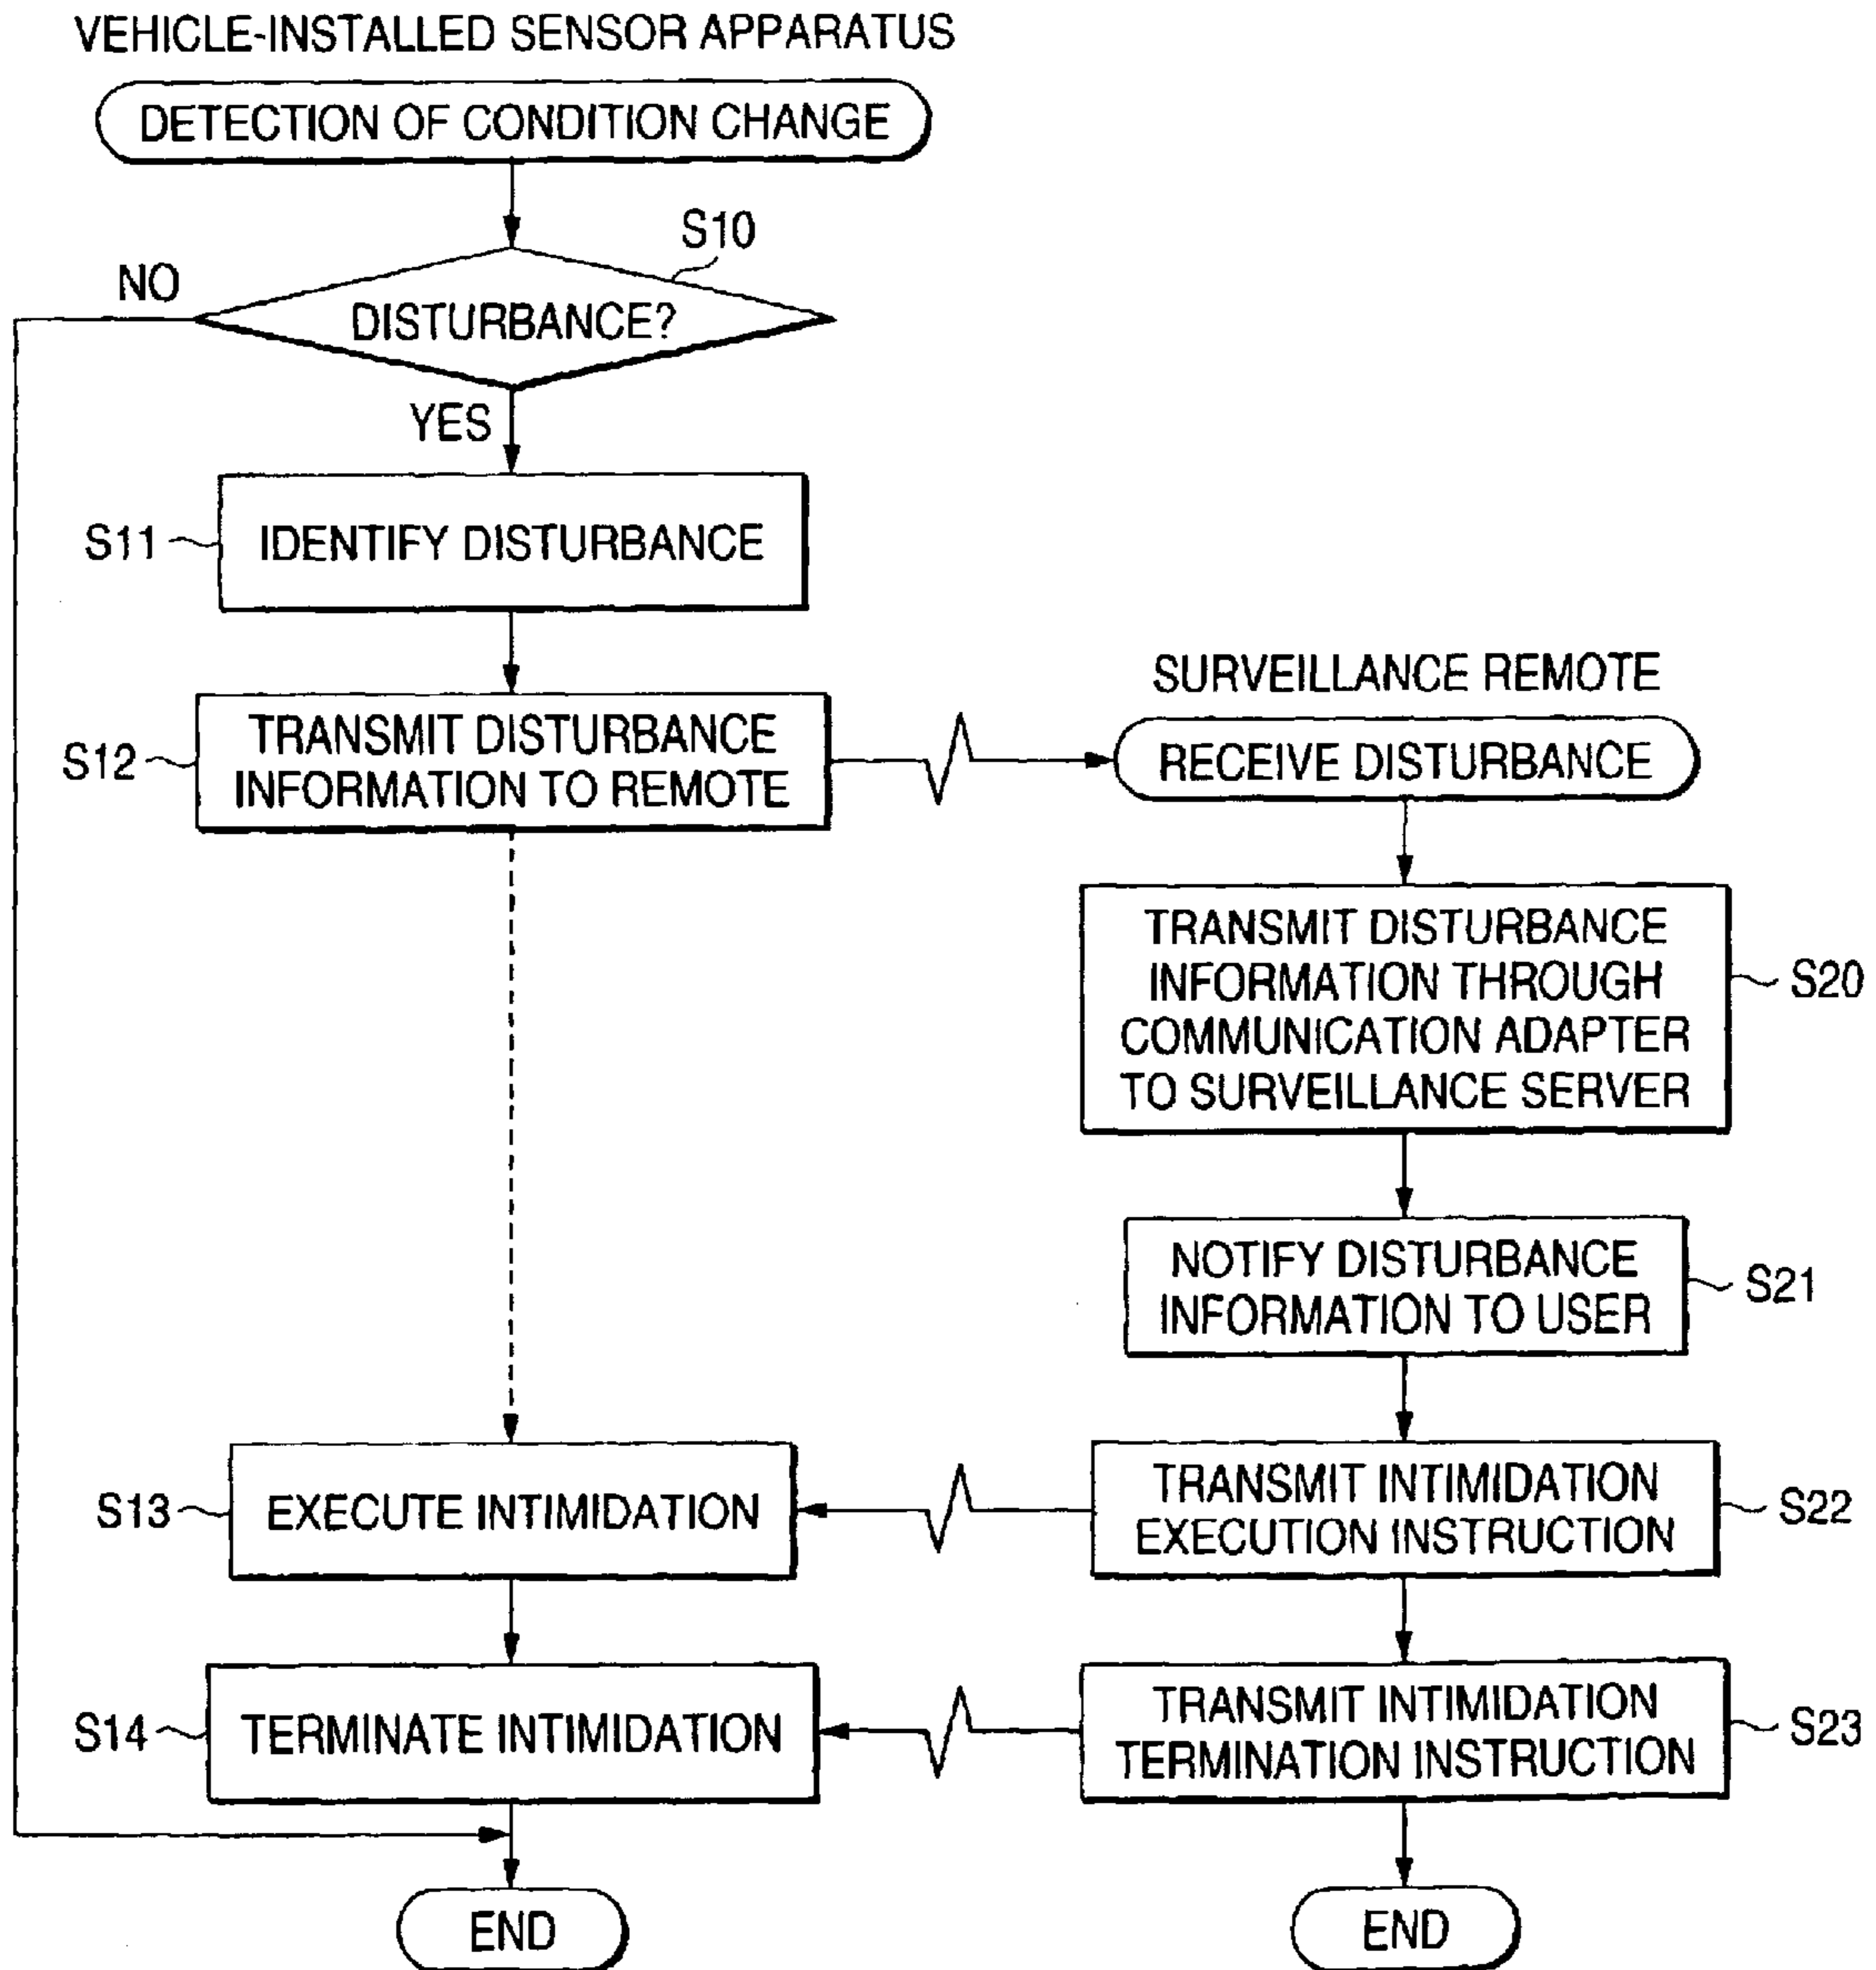 VEHICLE-INSTALLED SENSOR APPARATUS
DETECTION OF CONDITION CHANGE
S10
NO
DISTURBANCE?
YES
S11
IDENTIFY DISTURBANCE
S12
TRANSMIT DISTURBANCE
INFORMATION TO REMOTE
SURVEILLANCE REMOTE
RECEIVE DISTURBANCE
TRANSMIT DISTURBANCE
INFORMATION THROUGH
COMMUNICATION ADAPTER
TO SURVEILLANCE SERVER
S20
NOTIFY DISTURBANCE
INFORMATION TO USER
S21
S13
EXECUTE INTIMIDATION
TRANSMIT INTIMIDATION
EXECUTION INSTRUCTION
S22
S14
TERMINATE INTIMIDATION
TRANSMIT INTIMIDATION
TERMINATION INSTRUCTION
S23
END
END